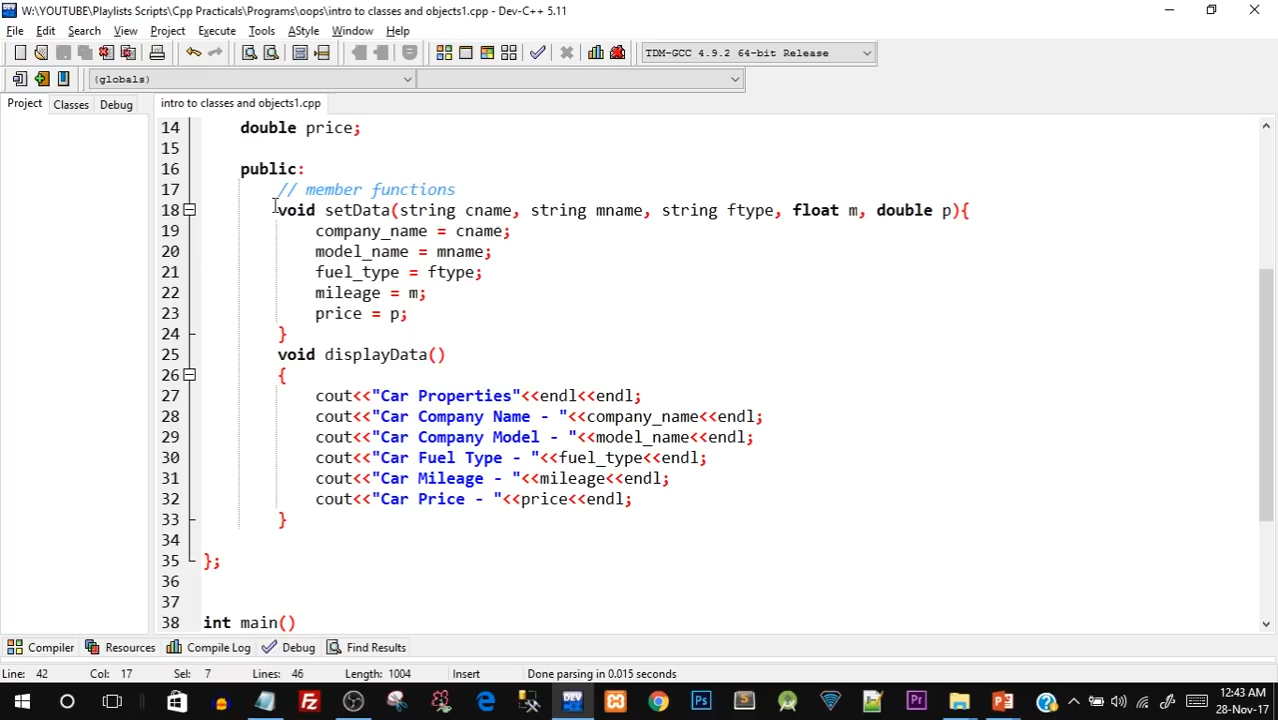 W:\YOUTUBE\Playlists Scripts\Cpp Practicals\Programs\oops\intro to classes and objects1.cpp - Dev-C++ 5.11
File Edit Search View Project Execute Tools AStyle Window Help
TDM-GCC 4.9.2 64-bit Release
(globals)
Project Classes Debug intro to classes and objects1.cpp
14 double price;
15
16 public:
17 // member functions
18 void setData(string cname, string mname, string ftype, float m, double p){
19 company_name = cname;
20 model_name = mname;
21 fuel_type = ftype;
22 mileage = m;
23 price = p;
24 }
25 void displayData()
26 {
27 cout<<"Car Properties"<<endl<<endl;
28 cout<<"Car Company Name - "<<company_name<<endl;
29 cout<<"Car Company Model - "<<model_name<<endl;
30 cout<<"Car Fuel Type - "<<fuel_type<<endl;
31 cout<<"Car Mileage - "<<mileage<<endl;
32 cout<<"Car Price - "<<price<<endl;
33 }
34
35 };
36
37
38 int main()
Compiler Resources Compile Log Debug Find Results
Line: 42 Col: 17 Sel: 7 Lines: 46 Length: 1004 Insert Done parsing in 0.015 seconds
12:43 AM
28-Nov-17